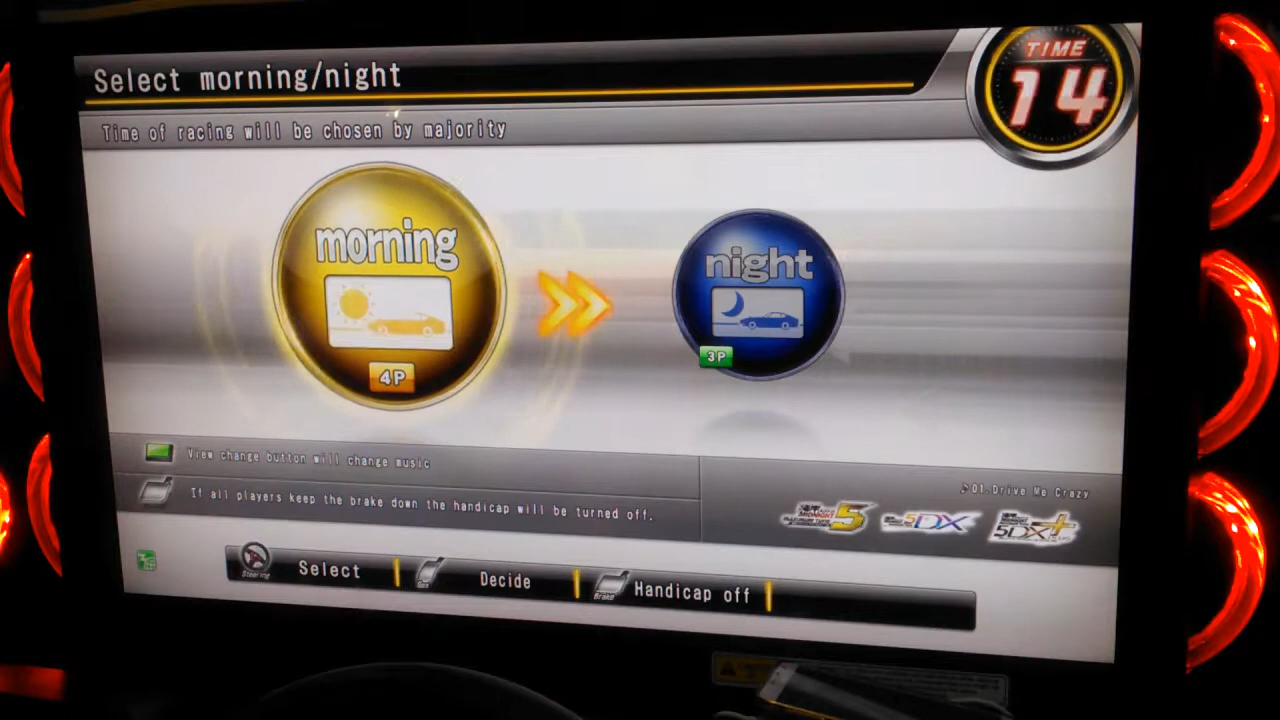 Select morning/night
TIME
14
Time of racing will be chosen by majority
morning
4P
night
3P
View change button will change music
If all players keep the brake down the handicap will be turned off.
♪01.Drive Me Crazy
5
5DX
5DX+
Steering
Select
Gas
Decide
Brake
Handicap off